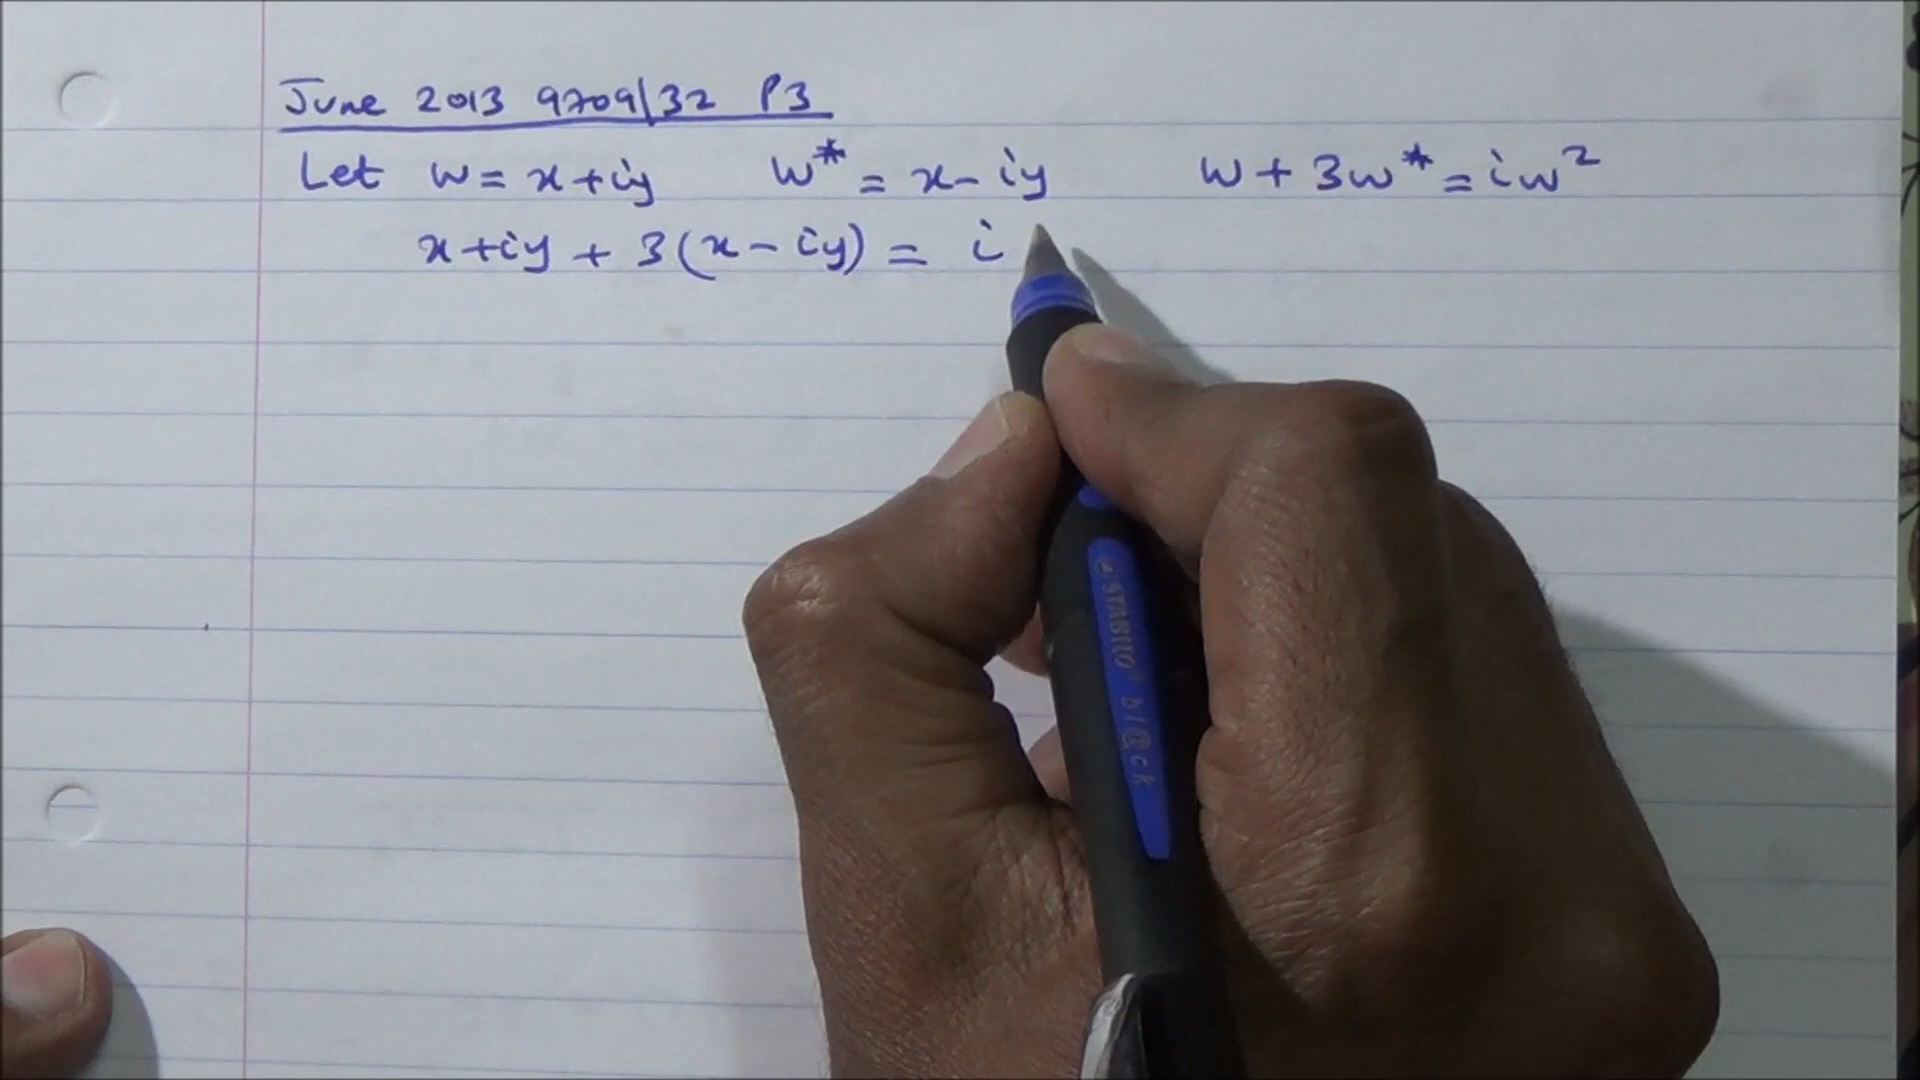 June 2013 9709/32 P3
Let w = x+iy w* = x-iy w + 3w* = iw²
x+iy + 3(x-iy) = i
STABILO® bl@ck